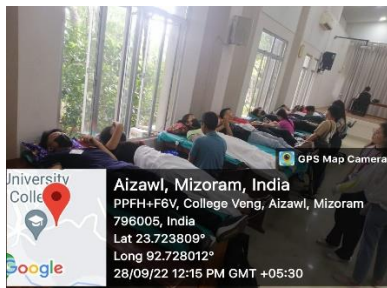 GPS Map Camera
University
Colle
Google
Aizawl, Mizoram, India
PPFH+F6V, College Veng, Aizawl, Mizoram
796005, India
Lat 23.723809°
Long 92.728012°
28/09/22 12:15 PM GMT +05:30